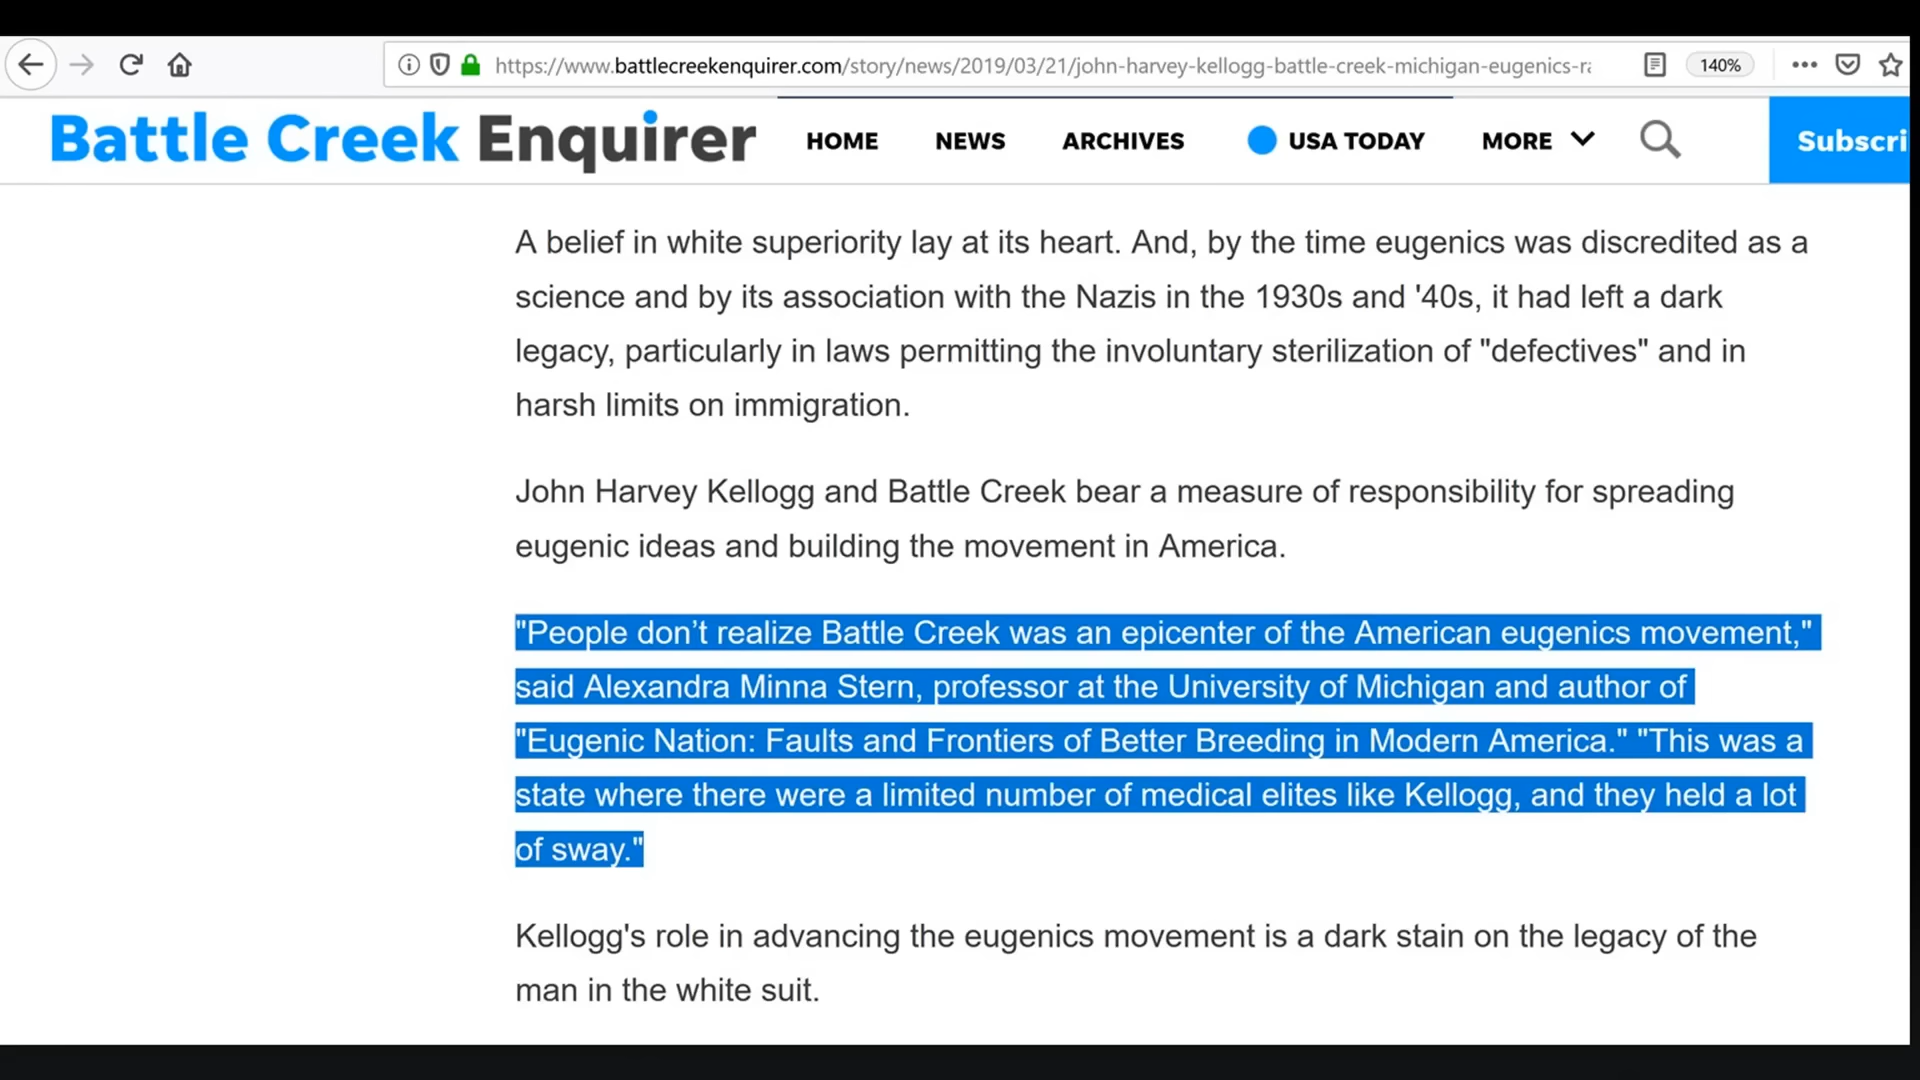 https://www.battlecreekenquirer.com/story/news/2019/03/21/john-harvey-kellogg-battle-creek-michigan-eugenics-ra
140%
Battle Creek Enquirer
HOME
NEWS
ARCHIVES
USA TODAY
MORE
Subscri
A belief in white superiority lay at its heart. And, by the time eugenics was discredited as a
science and by its association with the Nazis in the 1930s and '40s, it had left a dark
legacy, particularly in laws permitting the involuntary sterilization of "defectives" and in
harsh limits on immigration.
John Harvey Kellogg and Battle Creek bear a measure of responsibility for spreading
eugenic ideas and building the movement in America.
"People don’t realize Battle Creek was an epicenter of the American eugenics movement,"
said Alexandra Minna Stern, professor at the University of Michigan and author of
"Eugenic Nation: Faults and Frontiers of Better Breeding in Modern America." "This was a
state where there were a limited number of medical elites like Kellogg, and they held a lot
of sway."
Kellogg's role in advancing the eugenics movement is a dark stain on the legacy of the
man in the white suit.